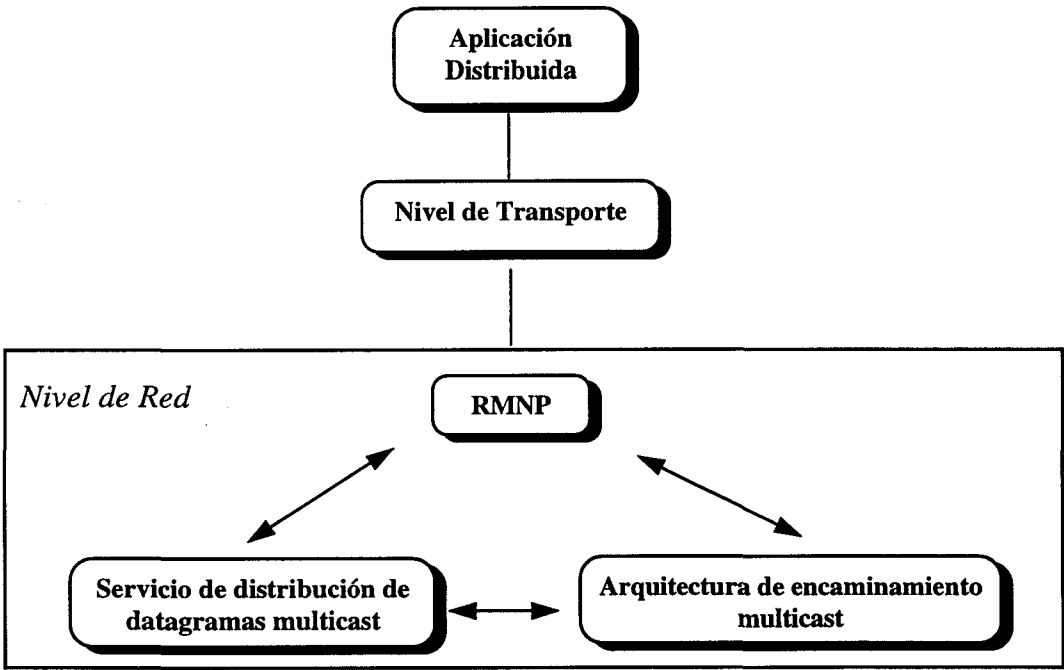 Aplicación
Distribuida
Nivel de Transporte
Nivel de Red
RMNP
Servicio de distribución de
datagramas multicast
Arquitectura de encaminamiento
multicast